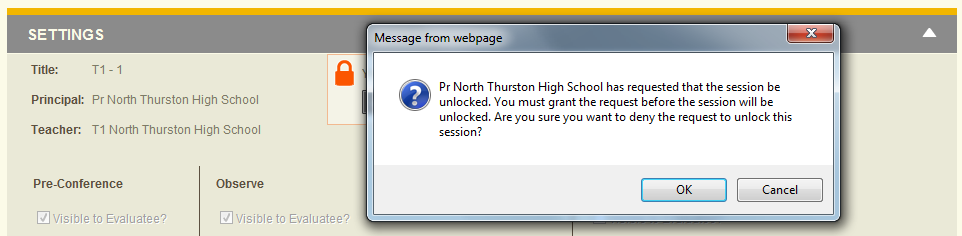 SETTINGS
Title: T1 - 1
Principal: Pr North Thurston High School
Teacher: T1 North Thurston High School
Pre-Conference
Visible to Evaluatee?
Observe
Visible to Evaluatee?
Message from webpage
Pr North Thurston High School has requested that the session be
unlocked. You must grant the request before the session will be
unlocked. Are you sure you want to deny the request to unlock this
session?
OK
Cancel